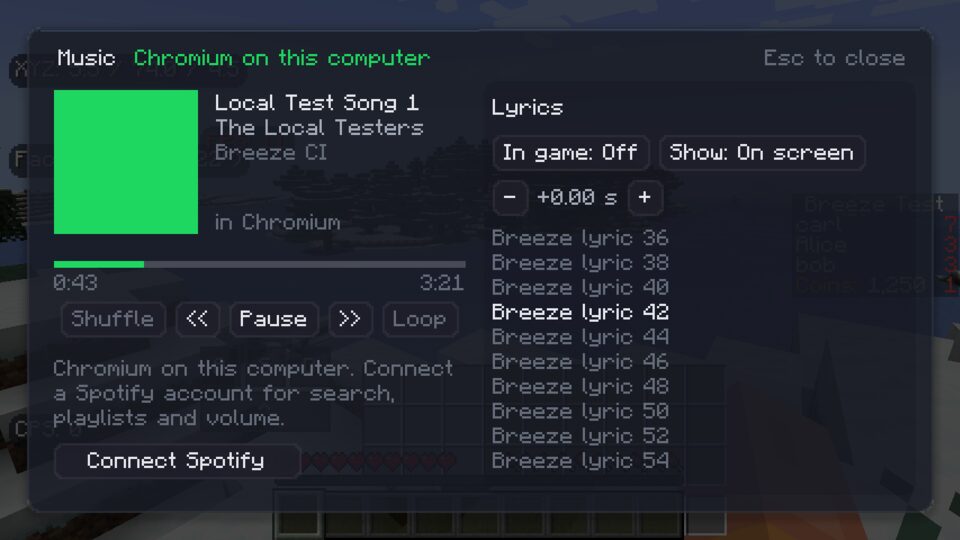 Music Chromium on this computer
Esc to close
Local Test Song 1
The Local Testers
Breeze CI
in Chromium
0:43
3:21
Shuffle << Pause >> Loop
Chromium on this computer. Connect
a Spotify account for search,
playlists and volume.
Connect Spotify
Lyrics
In game: Off Show: On screen
- +0.00 s +
Breeze lyric 36
Breeze lyric 38
Breeze lyric 40
Breeze lyric 42
Breeze lyric 44
Breeze lyric 46
Breeze lyric 48
Breeze lyric 50
Breeze lyric 52
Breeze lyric 54
Breeze Test
carl
Alice
bob
Coins: 1,250